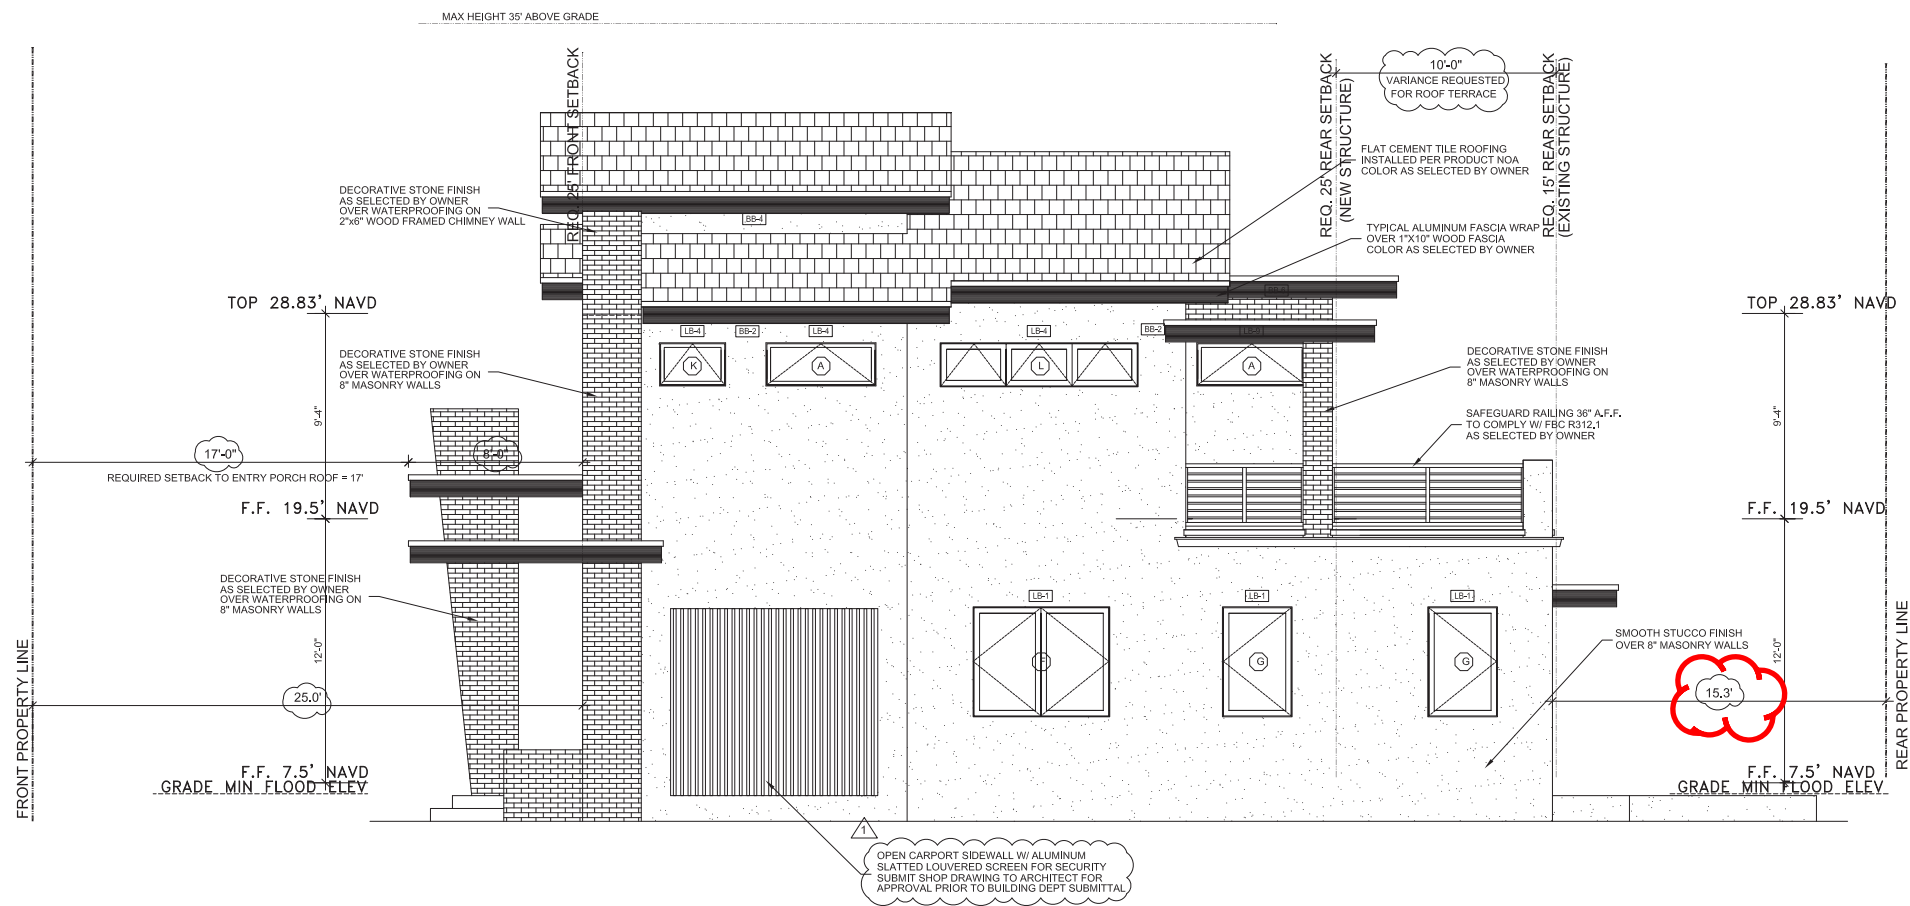 MAX HEIGHT 35' ABOVE GRADE
REQ. 25' FRONT SETBACK
REQ. 25' REAR SETBACK
(NEW STRUCTURE)
10'-0"
VARIANCE REQUESTED
FOR ROOF TERRACE
REQ. 15' REAR SETBACK
(EXISTING STRUCTURE)
FLAT CEMENT TILE ROOFING
INSTALLED PER PRODUCT NOA
COLOR AS SELECTED BY OWNER
DECORATIVE STONE FINISH
AS SELECTED BY OWNER
OVER WATERPROOFING ON
2"x6" WOOD FRAMED CHIMNEY WALL
BB-4
TYPICAL ALUMINUM FASCIA WRAP
OVER 1"X10" WOOD FASCIA
COLOR AS SELECTED BY OWNER
TOP 28.83' NAVD
TOP 28.83' NAVD
LB-4
BB-2
LB-4
LB-4
BB-2
DECORATIVE STONE FINISH
AS SELECTED BY OWNER
OVER WATERPROOFING ON
8" MASONRY WALLS
K
A
L
A
DECORATIVE STONE FINISH
AS SELECTED BY OWNER
OVER WATERPROOFING ON
8" MASONRY WALLS
9'-4"
9'-4"
SAFEGUARD RAILING 36" A.F.F.
TO COMPLY W/ FBC R312.1
AS SELECTED BY OWNER
17'-0"
8'-0"
REQUIRED SETBACK TO ENTRY PORCH ROOF = 17'
F.F. 19.5' NAVD
F.F. 19.5' NAVD
DECORATIVE STONE FINISH
AS SELECTED BY OWNER
OVER WATERPROOFING ON
8" MASONRY WALLS
LB-1
LB-1
LB-1
12'-0"
12'-0"
SMOOTH STUCCO FINISH
OVER 8" MASONRY WALLS
F
G
G
FRONT PROPERTY LINE
REAR PROPERTY LINE
25.0'
15.3'
F.F. 7.5' NAVD
GRADE MIN FLOOD ELEV
F.F. 7.5' NAVD
GRADE MIN FLOOD ELEV
1
OPEN CARPORT SIDEWALL W/ ALUMINUM
SLATTED LOUVERED SCREEN FOR SECURITY
SUBMIT SHOP DRAWING TO ARCHITECT FOR
APPROVAL PRIOR TO BUILDING DEPT SUBMITTAL